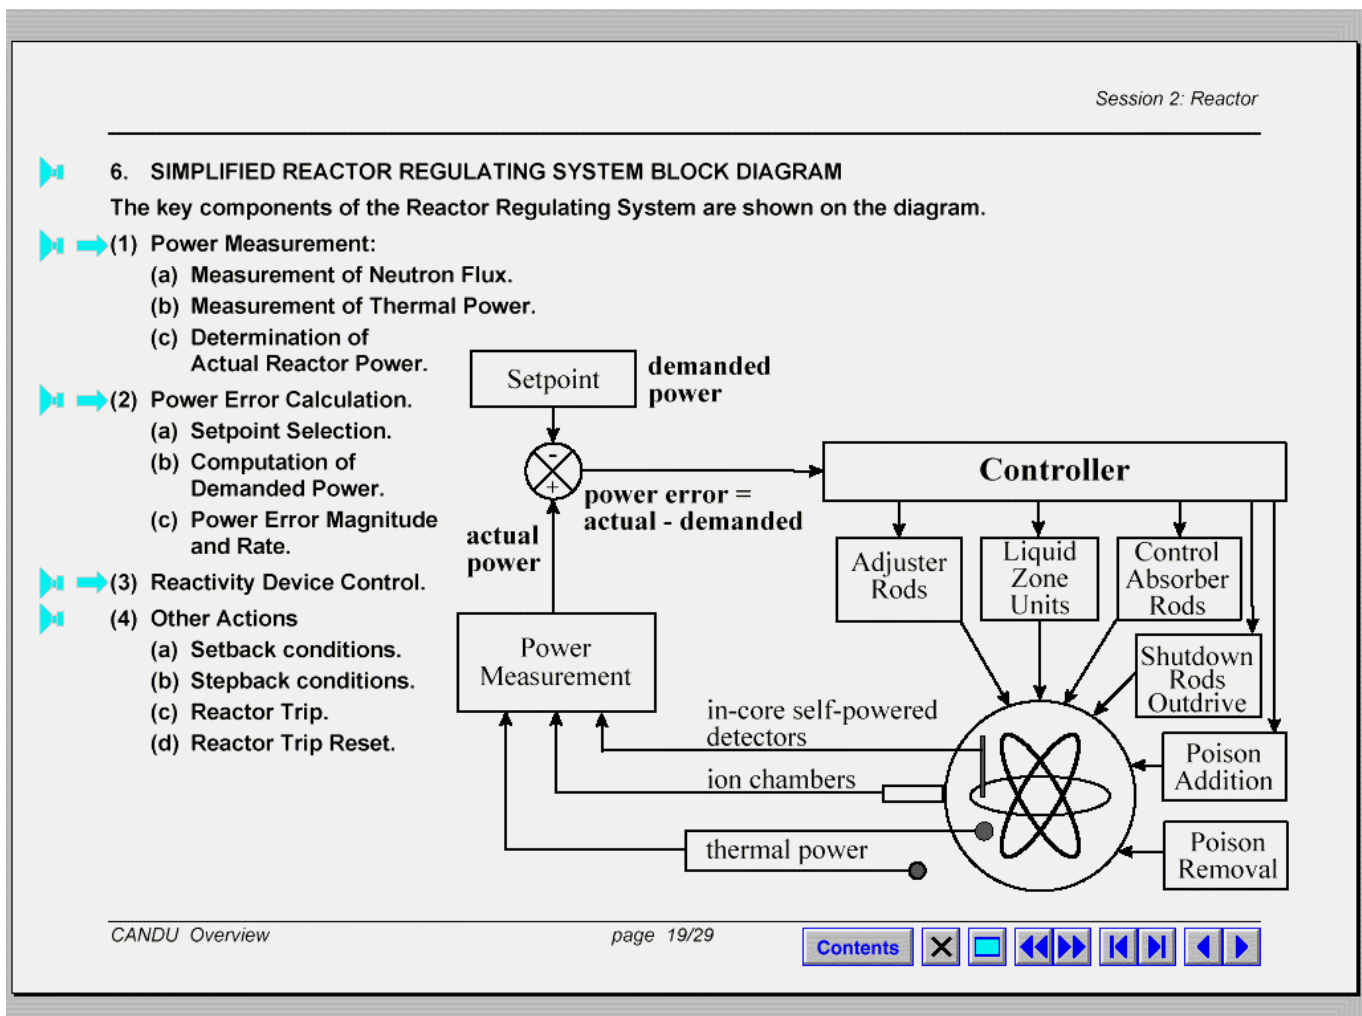 Session 2: Reactor
6. SIMPLIFIED REACTOR REGULATING SYSTEM BLOCK DIAGRAM
The key components of the Reactor Regulating System are shown on the diagram.
(1) Power Measurement:
(a) Measurement of Neutron Flux.
(b) Measurement of Thermal Power.
(c) Determination of
Actual Reactor Power.
(2) Power Error Calculation.
(a) Setpoint Selection.
(b) Computation of
Demanded Power.
(c) Power Error Magnitude
and Rate.
(3) Reactivity Device Control.
(4) Other Actions
(a) Setback conditions.
(b) Stepback conditions.
(c) Reactor Trip.
(d) Reactor Trip Reset.
Setpoint
demanded
power
-
+
power error =
actual - demanded
actual
power
Controller
Adjuster
Rods
Liquid
Zone
Units
Control
Absorber
Rods
Shutdown
Rods
Outdrive
Power
Measurement
in-core self-powered
detectors
ion chambers
thermal power
Poison
Addition
Poison
Removal
CANDU Overview
page 19/29
Contents